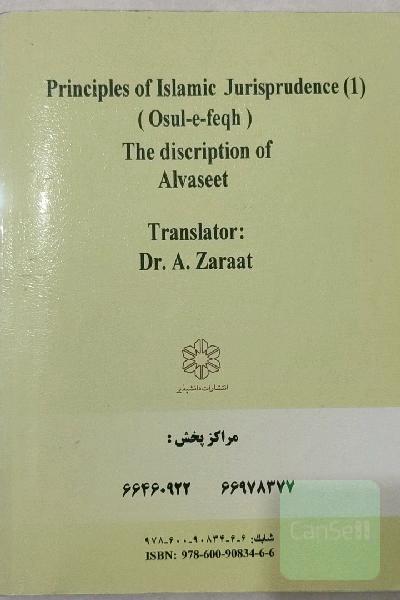 Principles of Islamic Jurisprudence (1)
( Osul-e-feqh )
The discription of
Alvaseet
Translator:
Dr. A. Zaraat
انتشارات دانشپذیر
مراکز پخش :
۶۶۴۶۰۹۲۲ ۶۶۹۷۸۳۷۷
شابك: ۶-۶-۹۰۸۳۴-۶۰۰-۹۷۸
ISBN: 978-600-90834-6-6
CanSell